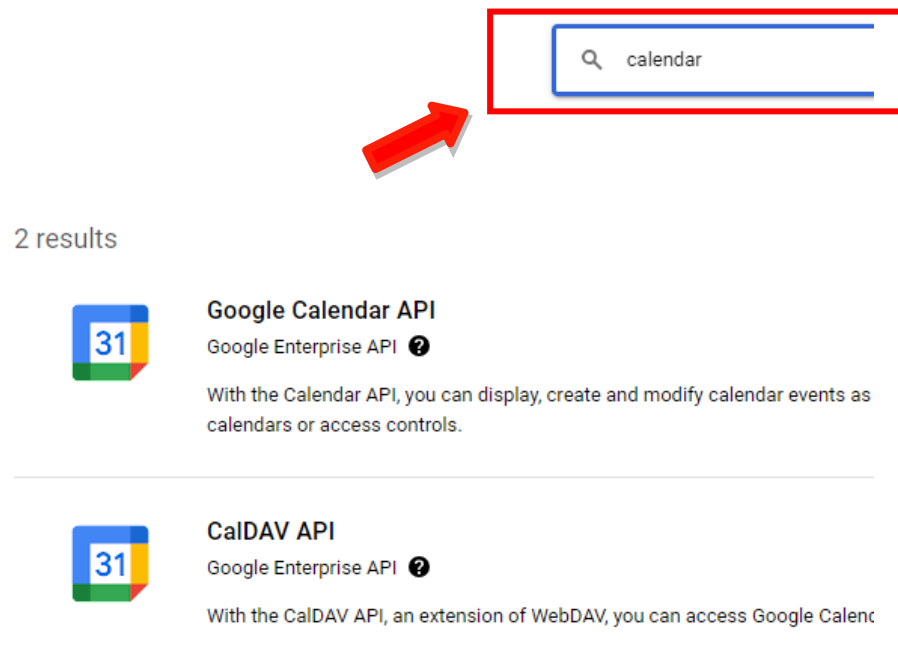 calendar
2 results
31
Google Calendar API
Google Enterprise API ?
With the Calendar API, you can display, create and modify calendar events as
calendars or access controls.
31
CalDAV API
Google Enterprise API ?
With the CalDAV API, an extension of WebDAV, you can access Google Calend